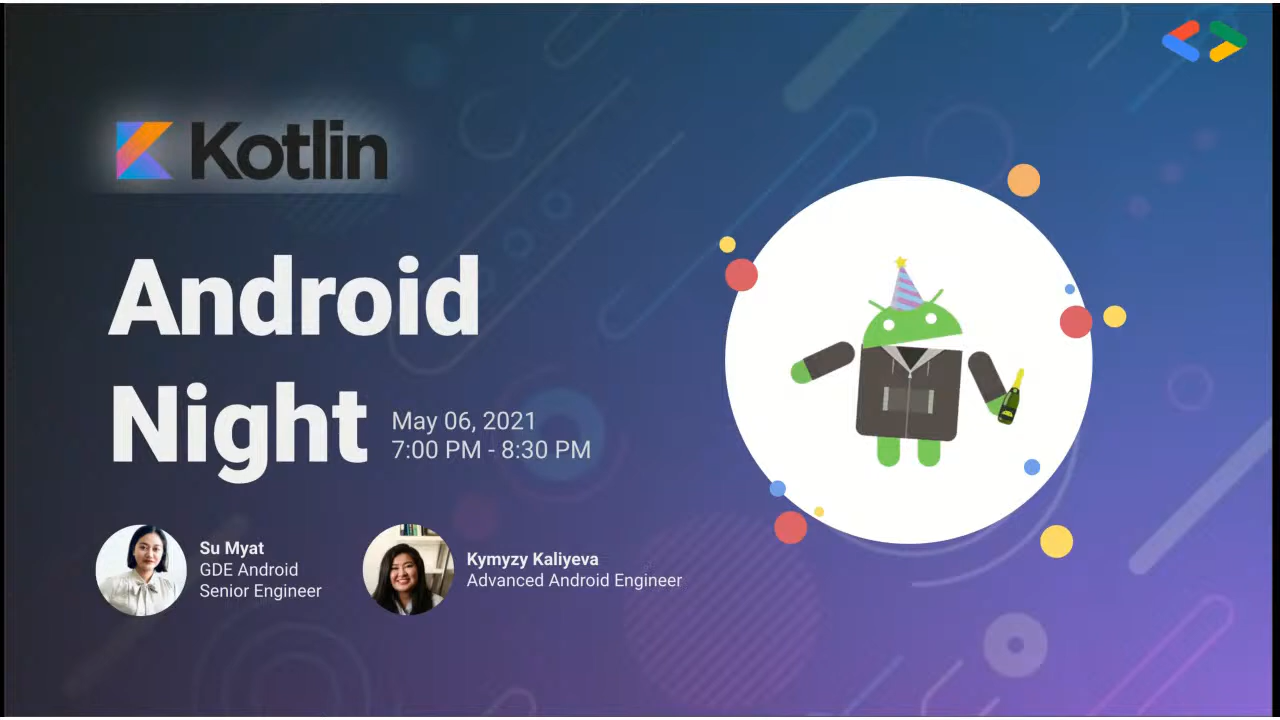 Kotlin
Android
Night
May 06, 2021
7:00 PM - 8:30 PM
Su Myat
GDE Android
Senior Engineer
Kymyzy Kaliyeva
Advanced Android Engineer